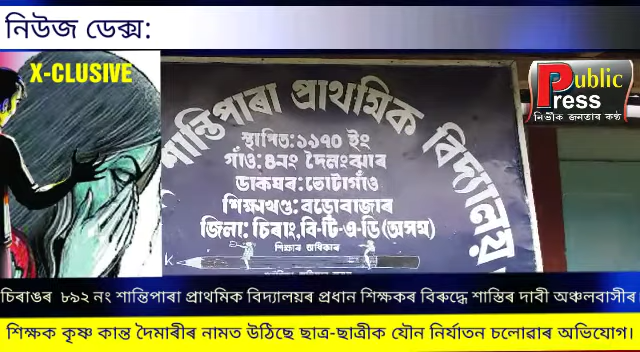 নিউজ ডেক্স:
X-CLUSIVE
Public
Press
নিৰ্ভীক জনতাৰ কণ্ঠ
শান্তিপাৰা প্ৰাথমিক বিদ্যালয়
স্থাপিত:১৯৭০ ইং
গাঁও:৪নং দৈলংঝাৰ
ডাকঘৰ:ভোটাগাঁও
শিক্ষাখণ্ড:বড়োবাজাৰ
জিলা: চিৰাং,বি-টি-এ-ডি(অসম)
শিক্ষাৰ অধিকাৰ
চিৰাঙৰ ৮৯২ নং শান্তিপাৰা প্ৰাথমিক বিদ্যালয়ৰ প্ৰধান শিক্ষকৰ বিৰুদ্ধে শাস্তিৰ দাবী অঞ্চলবাসীৰ।
শিক্ষক কৃষ্ণ কান্ত দৈমাৰীৰ নামত উঠিছে ছাত্ৰ-ছাত্ৰীক যৌন নিৰ্যাতন চলোৱাৰ অভিযোগ।